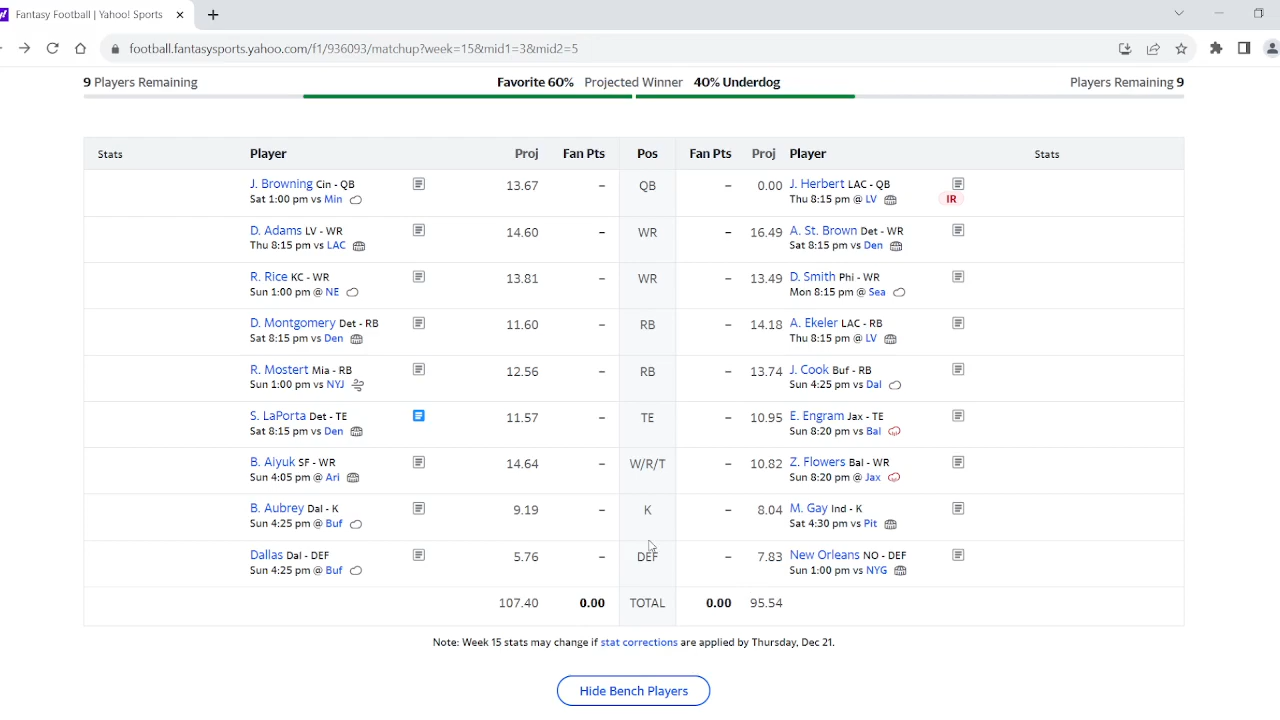 Fantasy Football | Yahoo! Sports
football.fantasysports.yahoo.com/f1/936093/matchup?week=15&mid1=3&mid2=5
9 Players Remaining Favorite 60% Projected Winner 40% Underdog Players Remaining 9
Stats Player Proj Fan Pts Pos Fan Pts Proj Player Stats
J. Browning Cin - QB 13.67 – QB – 0.00 J. Herbert LAC - QB
Sat 1:00 pm vs Min Thu 8:15 pm @ LV IR
D. Adams LV - WR 14.60 – WR – 16.49 A. St. Brown Det - WR
Thu 8:15 pm vs LAC Sat 8:15 pm vs Den
R. Rice KC - WR 13.81 – WR – 13.49 D. Smith Phi - WR
Sun 1:00 pm @ NE Mon 8:15 pm @ Sea
D. Montgomery Det - RB 11.60 – RB – 14.18 A. Ekeler LAC - RB
Sat 8:15 pm vs Den Thu 8:15 pm @ LV
R. Mostert Mia - RB 12.56 – RB – 13.74 J. Cook Buf - RB
Sun 1:00 pm vs NYJ Sun 4:25 pm vs Dal
S. LaPorta Det - TE 11.57 – TE – 10.95 E. Engram Jax - TE
Sat 8:15 pm vs Den Sun 8:20 pm vs Bal
B. Aiyuk SF - WR 14.64 – W/R/T – 10.82 Z. Flowers Bal - WR
Sun 4:05 pm @ Ari Sun 8:20 pm @ Jax
B. Aubrey Dal - K 9.19 – K – 8.04 M. Gay Ind - K
Sun 4:25 pm @ Buf Sat 4:30 pm vs Pit
Dallas Dal - DEF 5.76 – DEF – 7.83 New Orleans NO - DEF
Sun 4:25 pm @ Buf Sun 1:00 pm vs NYG
107.40 0.00 TOTAL 0.00 95.54
Note: Week 15 stats may change if stat corrections are applied by Thursday, Dec 21.
Hide Bench Players